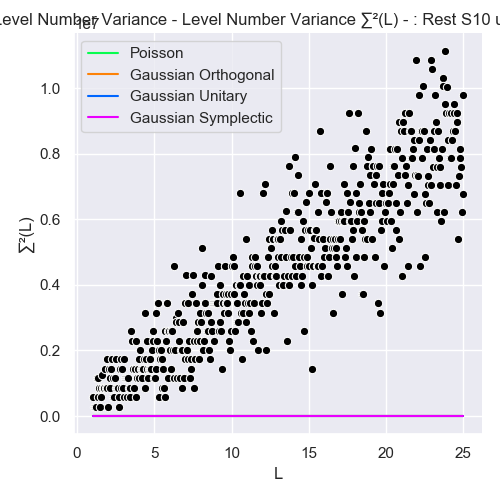 Level Number Variance - Level Number Variance ∑²(L) - : Rest S10
1e7
Poisson
Gaussian Orthogonal
Gaussian Unitary
Gaussian Symplectic
1.0
0.8
0.6
0.4
0.2
0.0
∑²(L)
0 5 10 15 20 25
L